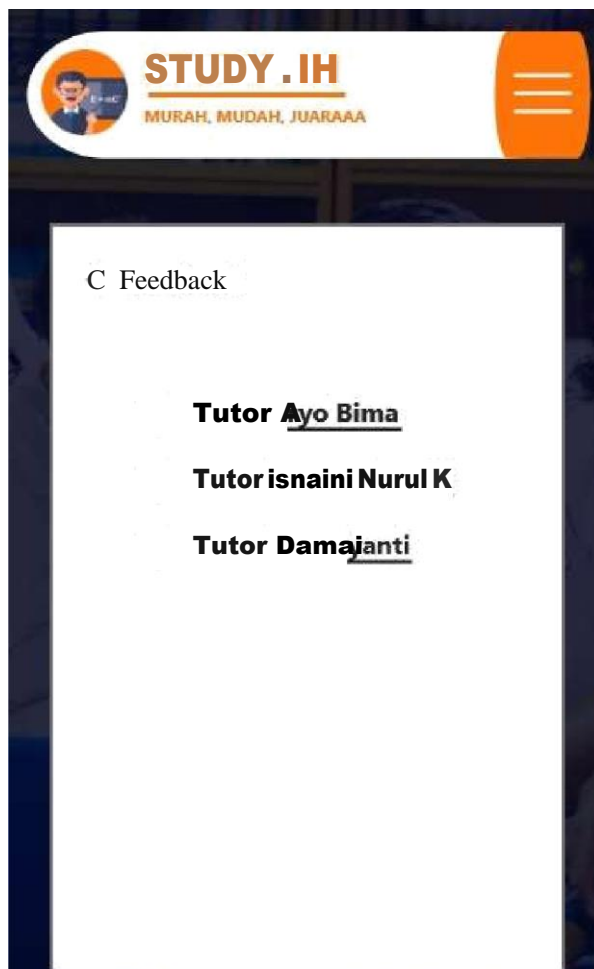 STUDY.IH
MURAH, MUDAH, JUARAAA
C Feedback
Tutor Ayo Bima
Tutor isnaini Nurul K
Tutor Damajanti